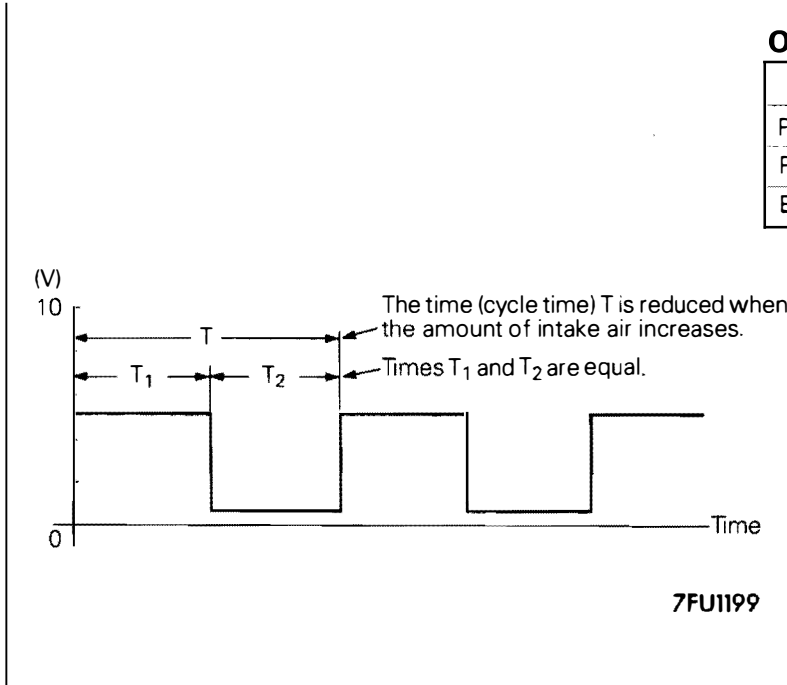 O
P
F
E
(V)
10
The time (cycle time) T is reduced when
T
the amount of intake air increases.
T₁
T₂
Times T₁ and T₂ are equal.
0
Time
7FU1199